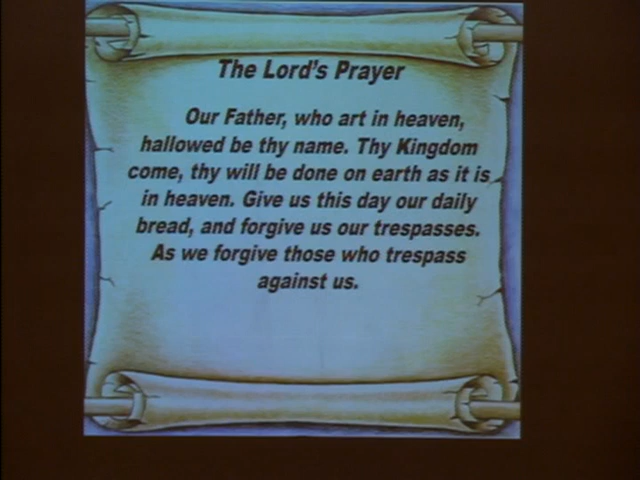 The Lord's Prayer
Our Father, who art in heaven,
hallowed be thy name. Thy Kingdom
come, thy will be done on earth as it is
in heaven. Give us this day our daily
bread, and forgive us our trespasses.
As we forgive those who trespass
against us.